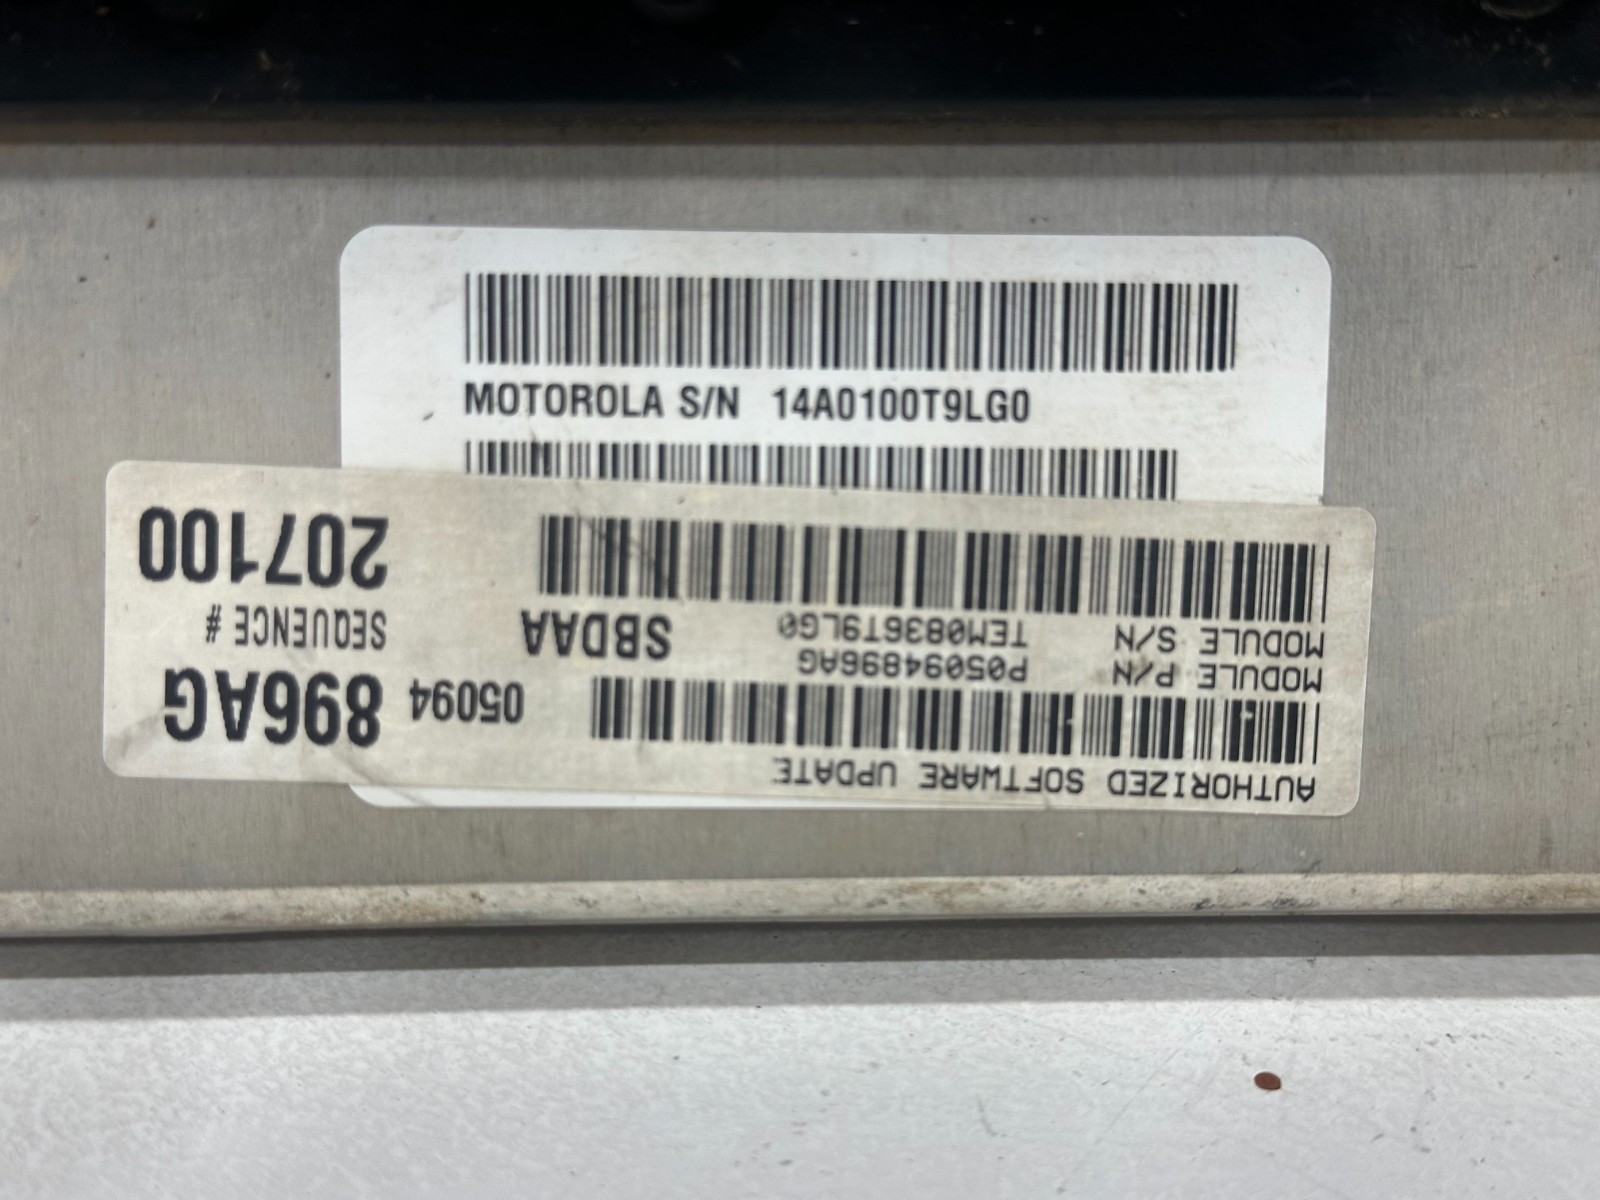 MOTOROLA S/N 14A0100T9LG0
AUTHORIZED SOFTWARE UPDATE
05094 896AG
MODULE P/N P05094896AG
MODULE S/N TEM0836T9LG0
SBDAA
SEQUENCE #
207100